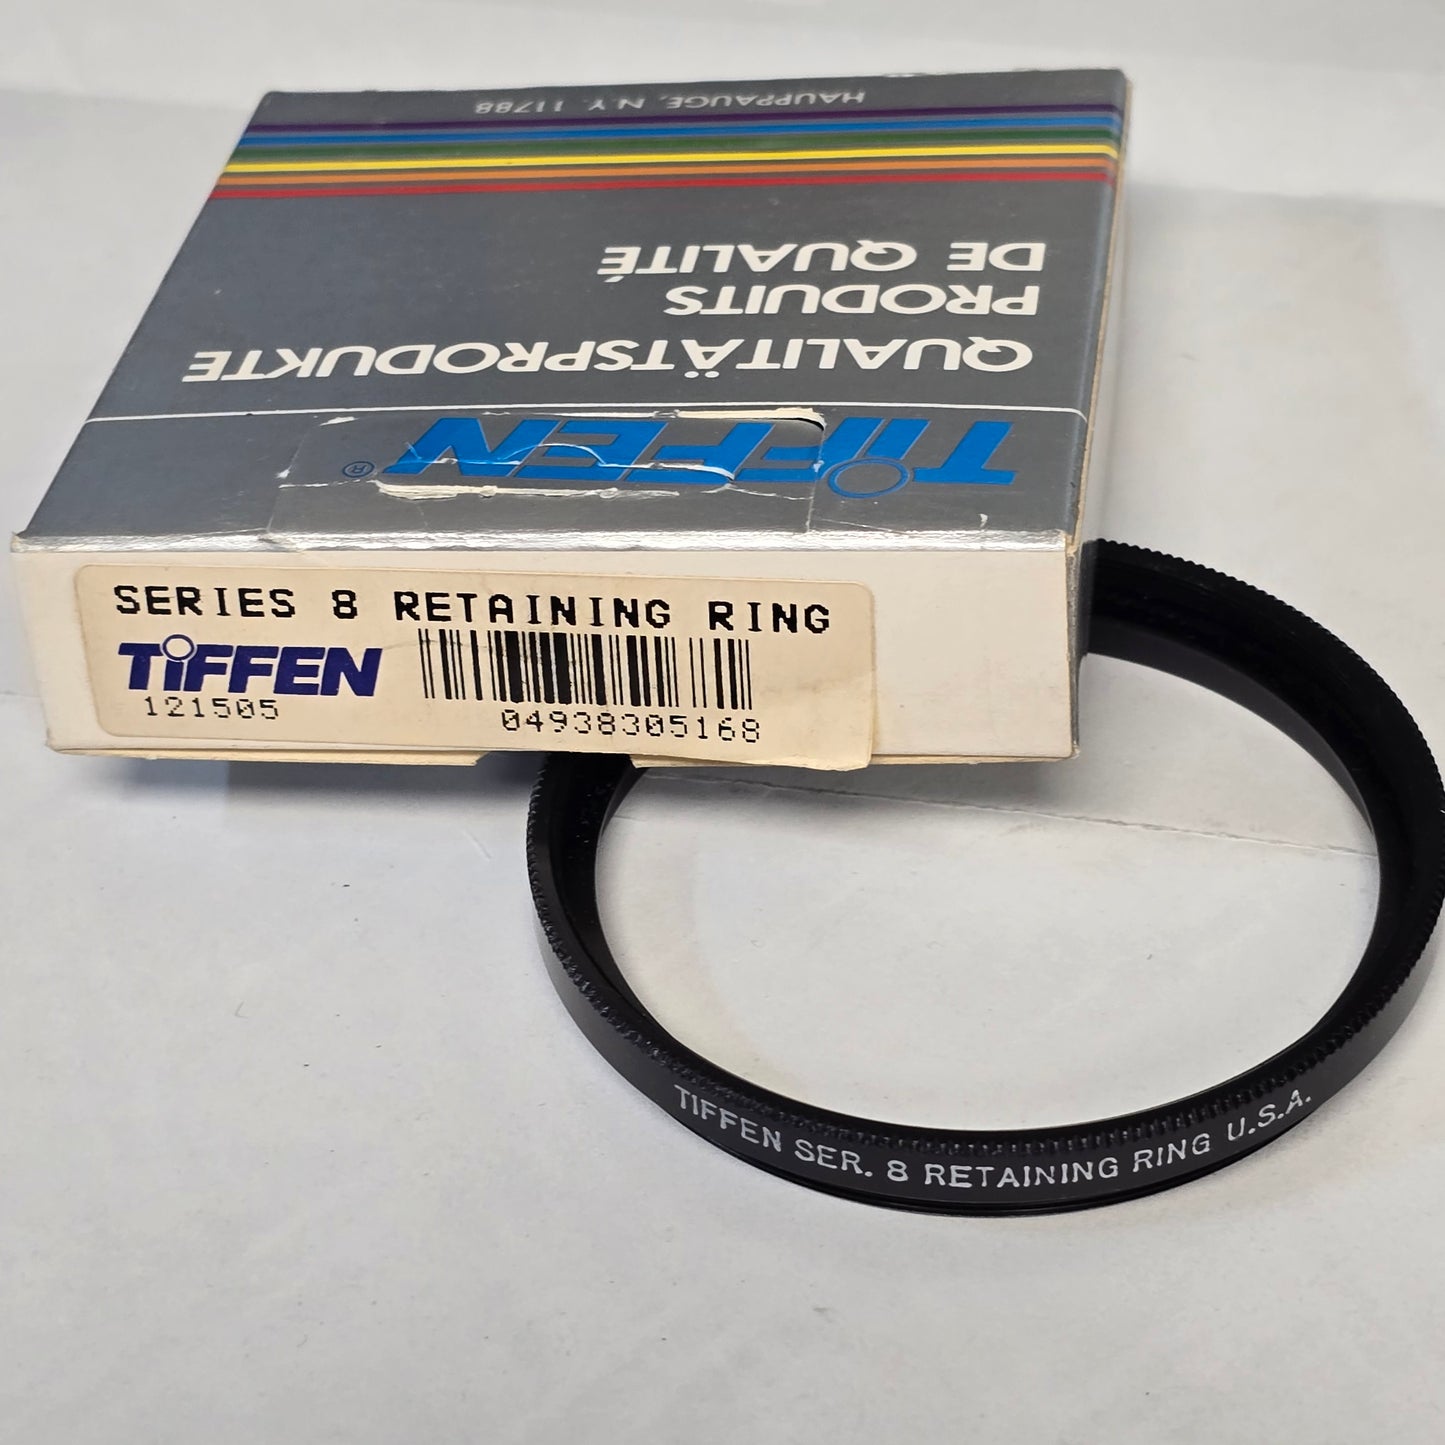 HAUPPAUGE, N.Y. 11788
PRODUITS
DE QUALITÉ
QUALITÄTSPRODUKTE
TIFFEN®
SERIES 8 RETAINING RING
TIFFEN
121505
04938305168
TIFFEN SER. 8 RETAINING RING U.S.A.